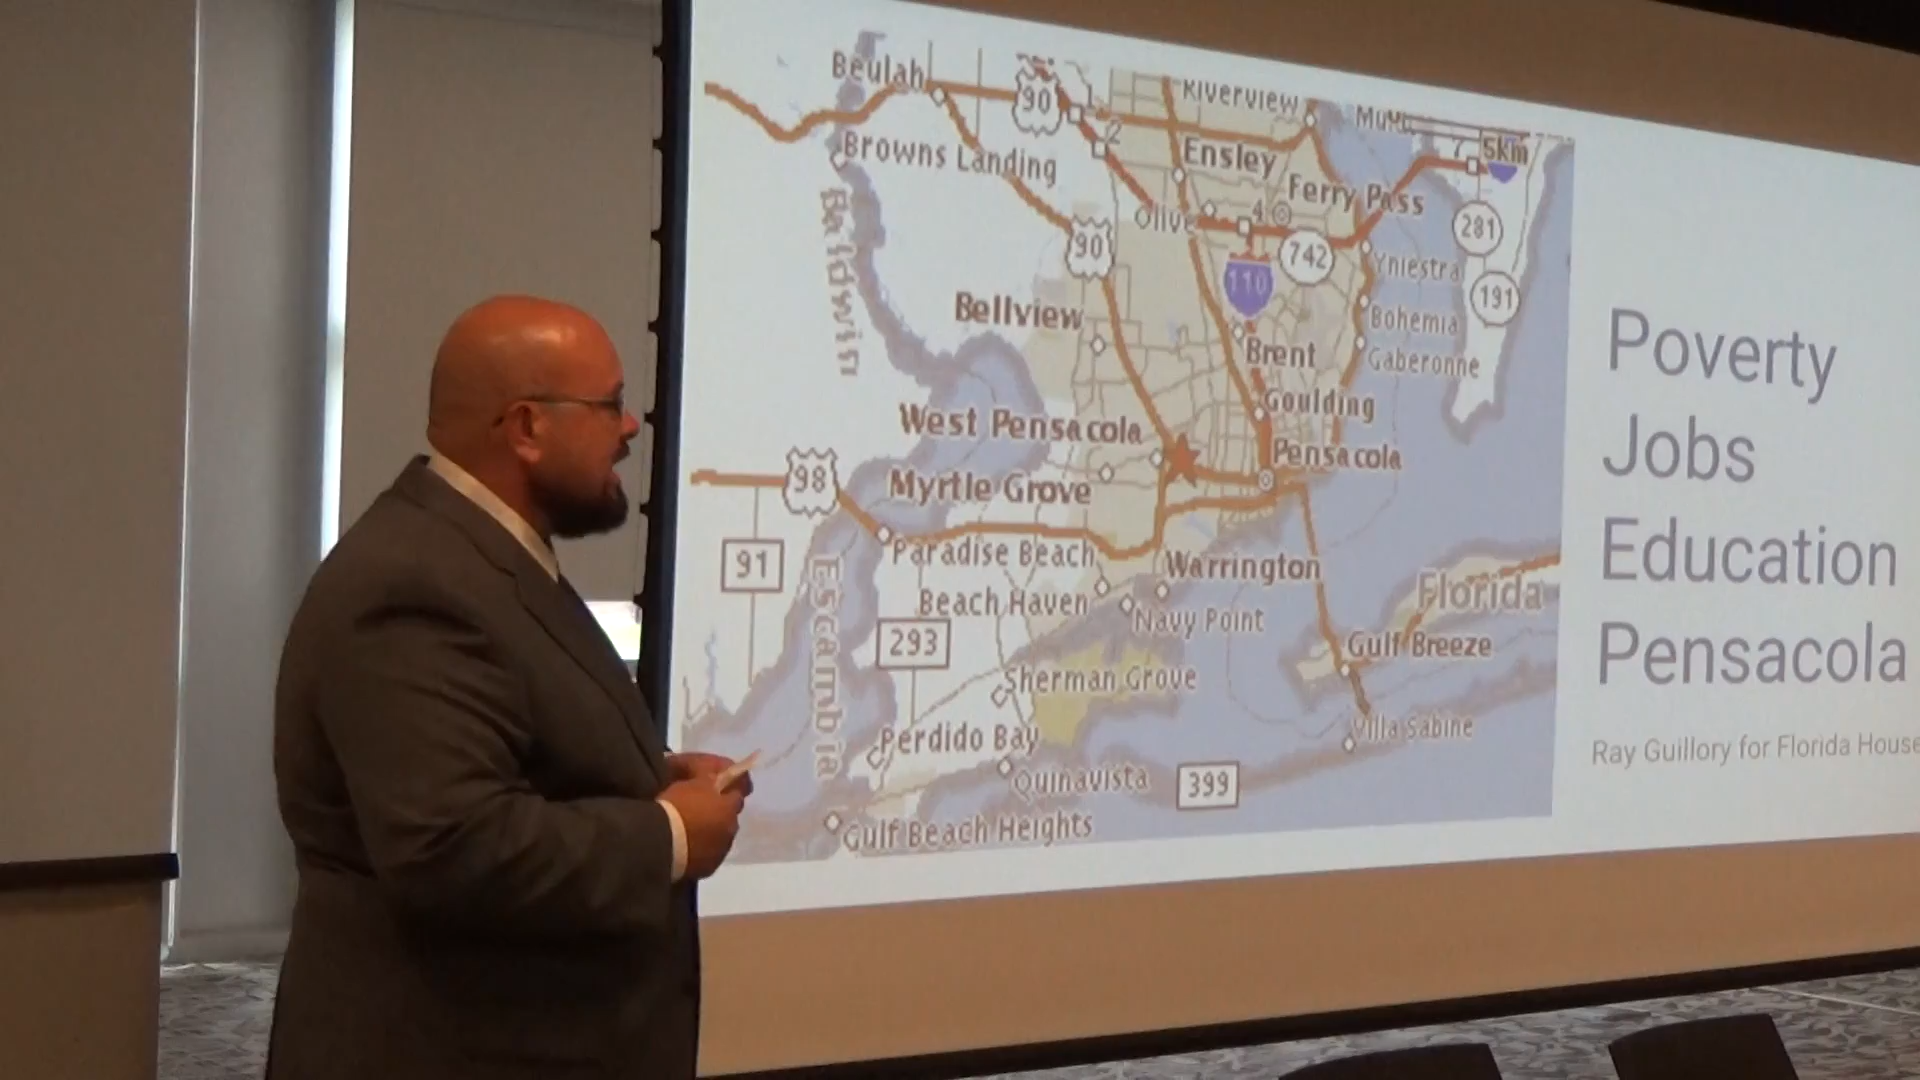 Beulah
90
2
Riverview
Browns Landing
Ensley
7
5km
Baldwin
Ferry Pass
Olive
4
281
90
742
Yniestra
110
191
Bellview
Bohemia
Brent
Gaberonne
Goulding
West Pensacola
Pensacola
98
Myrtle Grove
91
Paradise Beach
Warrington
Escambia
Beach Haven
Navy Point
Florida
293
Gulf Breeze
Sherman Grove
Villa Sabine
Perdido Bay
Quinavista
399
Gulf Beach Heights
Poverty
Jobs
Education
Pensacola
Ray Guillory for Florida House